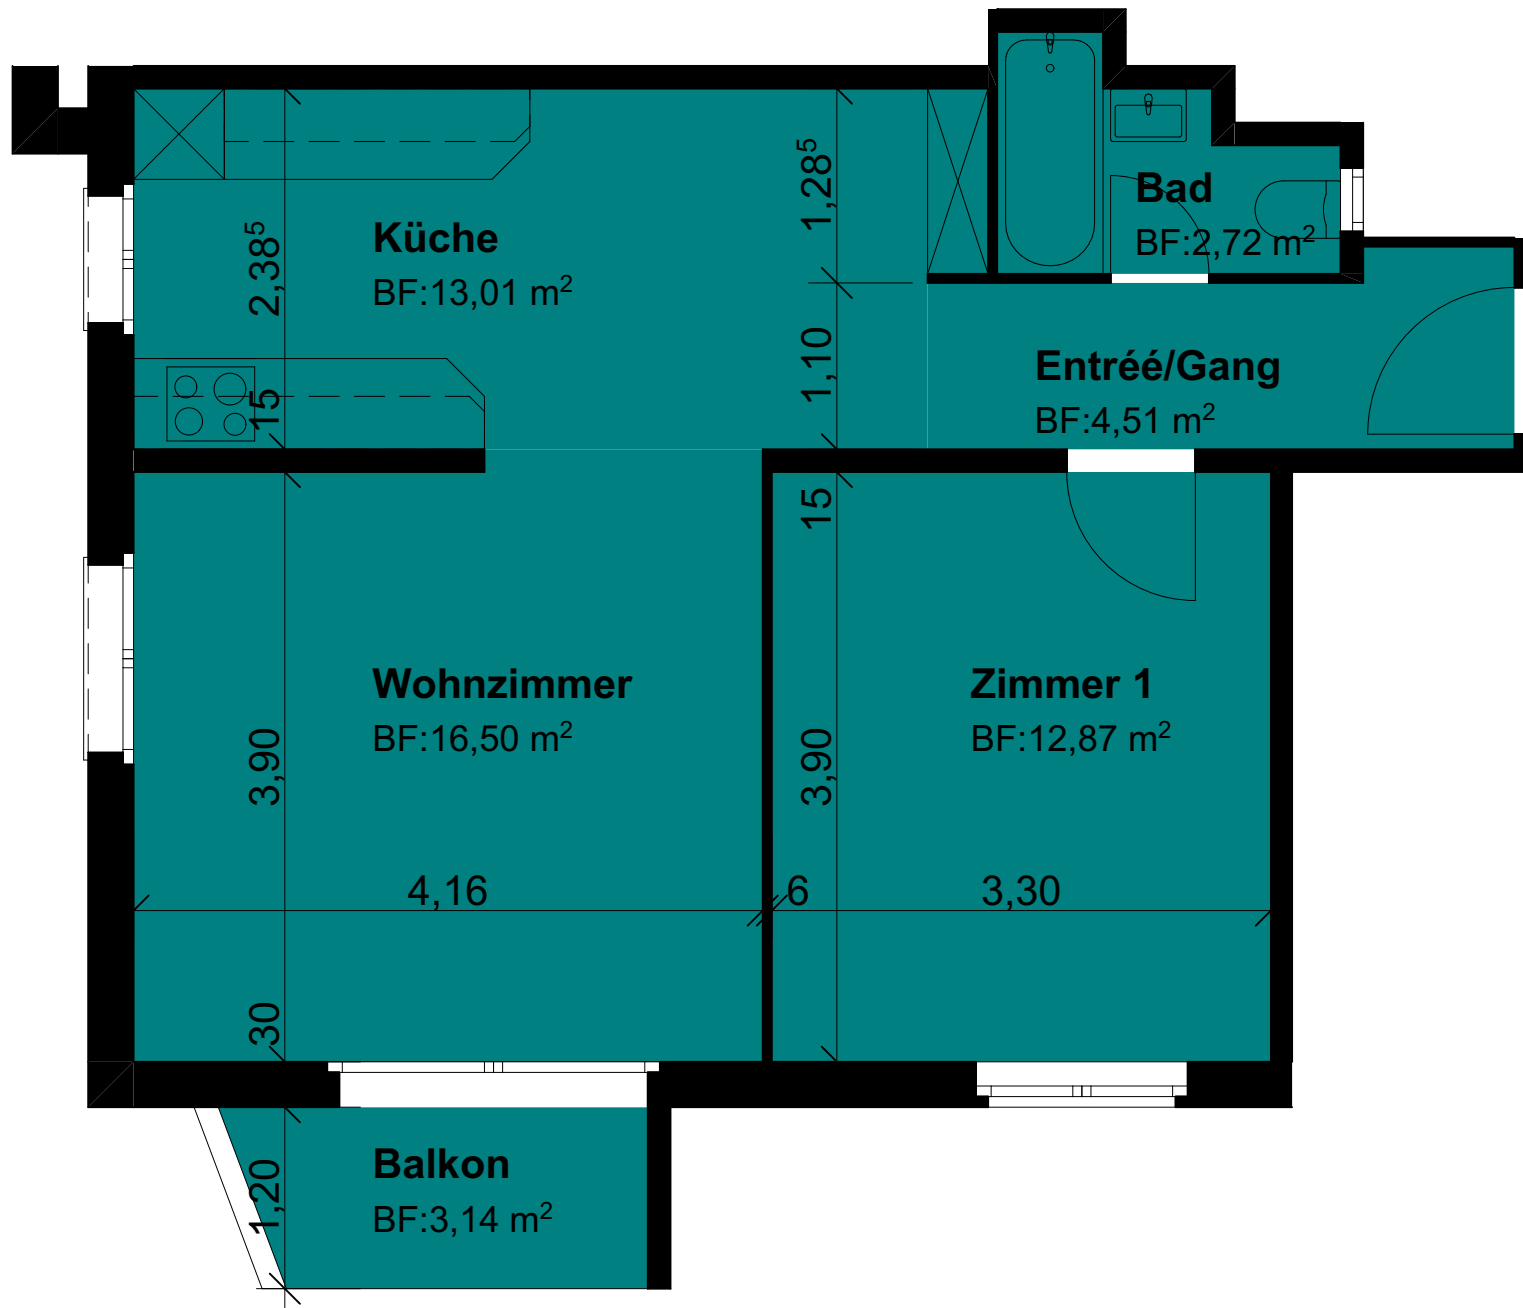 Küche
BF:13,01 m²
Bad
BF:2,72 m²
Entréé/Gang
BF:4,51 m²
2,38⁵
1,28⁵
1,10
15
15
Wohnzimmer
BF:16,50 m²
Zimmer 1
BF:12,87 m²
3,90
3,90
4,16
6
3,30
30
Balkon
BF:3,14 m²
1,20